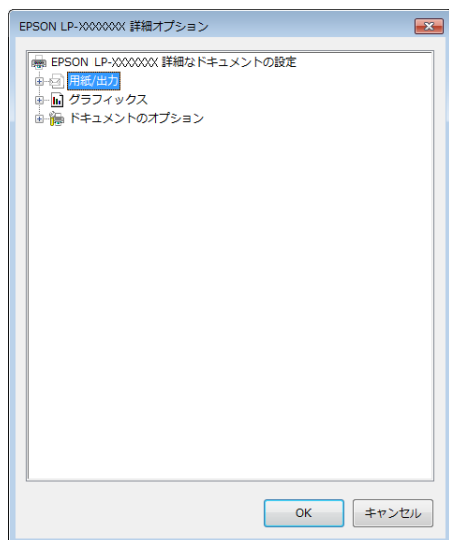 EPSON LP-XXXXXXX 詳細オプション
EPSON LP-XXXXXXX 詳細なドキュメントの設定
用紙/出力
グラフィックス
ドキュメントのオプション
OK
キャンセル